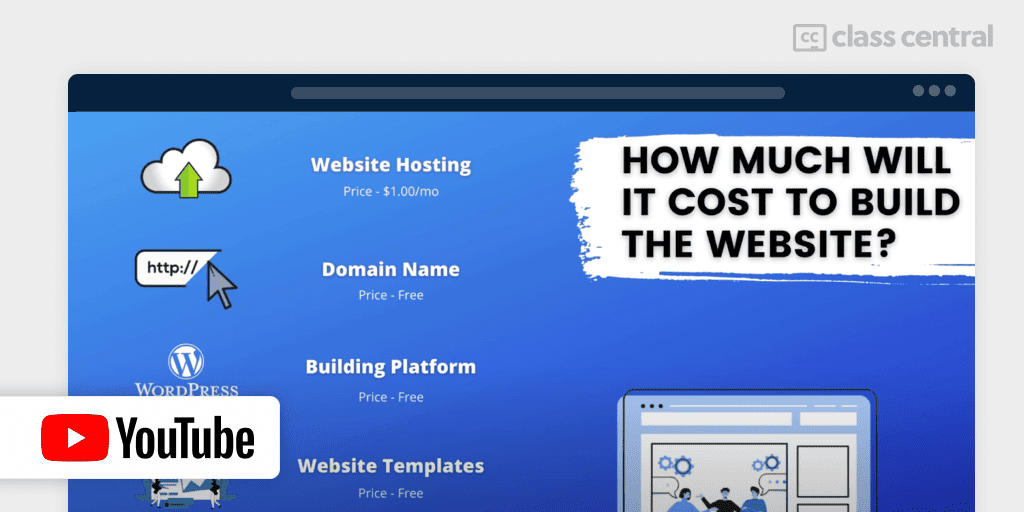 cc class central
Website Hosting
Price - $1.00/mo
HOW MUCH WILL
IT COST TO BUILD
THE WEBSITE?
http://
Domain Name
Price - Free
WORDPRESS
Building Platform
Price - Free
YouTube
Website Templates
Price - Free